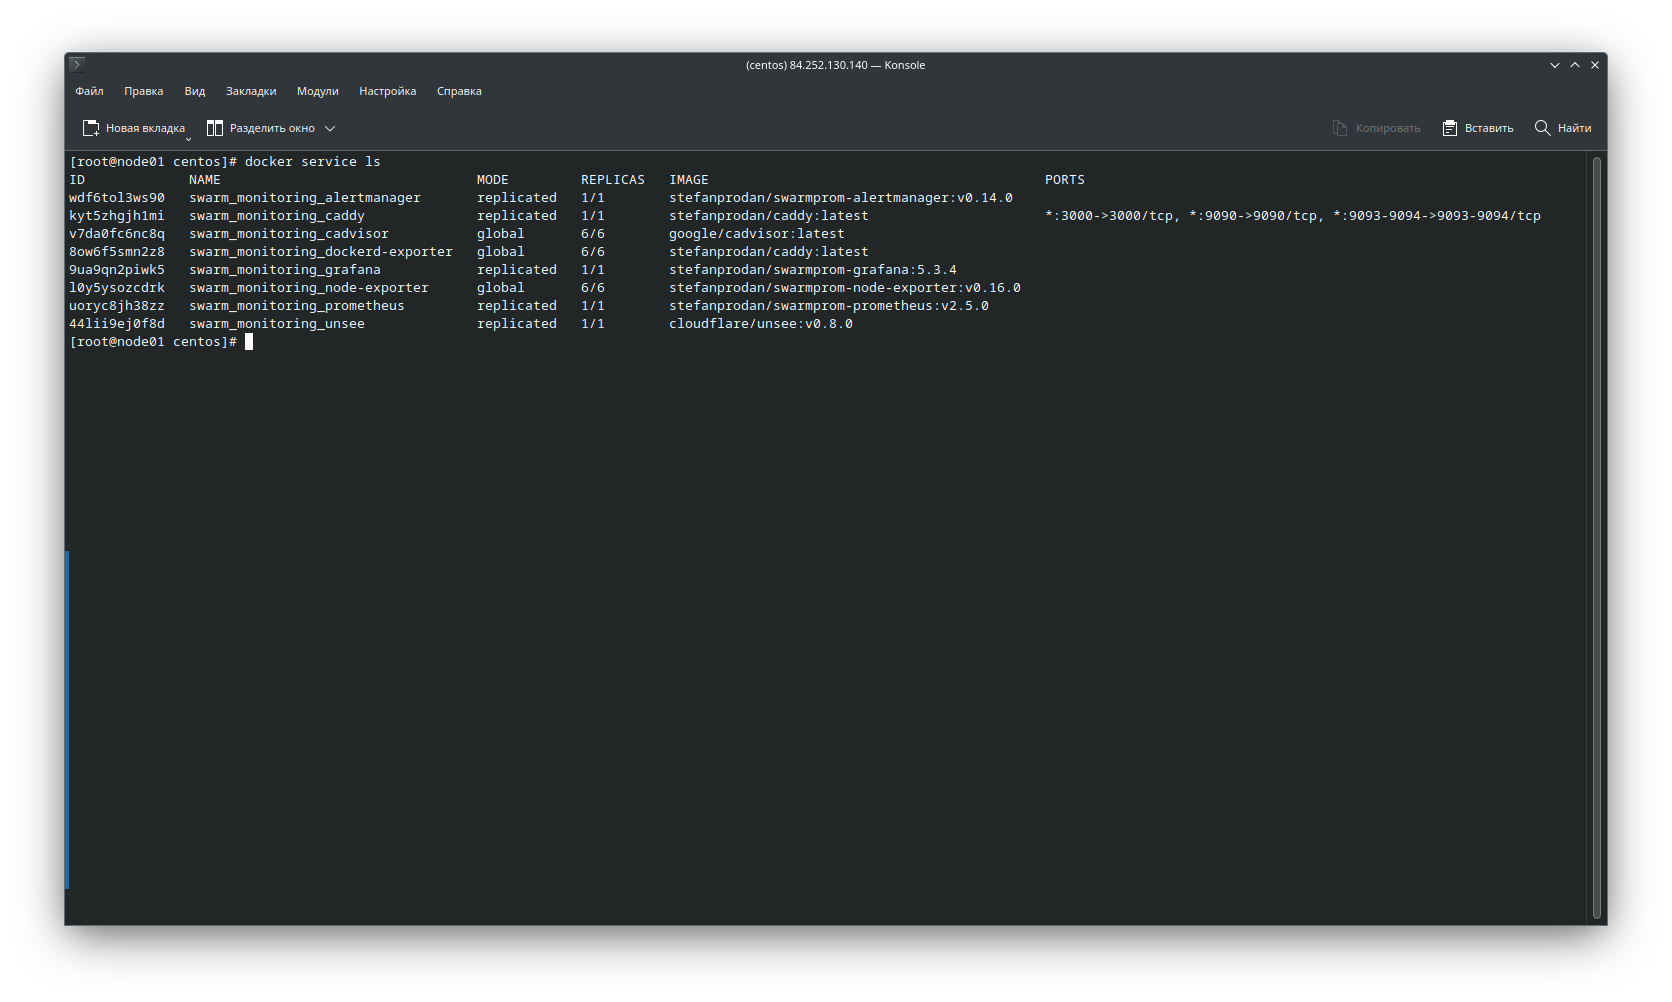 (centos) 84.252.130.140 — Konsole
Файл Правка Вид Закладки Модули Настройка Справка
Новая вкладка Разделить окно Копировать Вставить Найти
[root@node01 centos]# docker service ls
ID NAME MODE REPLICAS IMAGE PORTS
wdf6tol3ws90 swarm_monitoring_alertmanager replicated 1/1 stefanprodan/swarmprom-alertmanager:v0.14.0
kyt5zhgjh1mi swarm_monitoring_caddy replicated 1/1 stefanprodan/caddy:latest *:3000->3000/tcp, *:9090->9090/tcp, *:9093-9094->9093-9094/tcp
v7da0fc6nc8q swarm_monitoring_cadvisor global 6/6 google/cadvisor:latest
8ow6f5smn2z8 swarm_monitoring_dockerd-exporter global 6/6 stefanprodan/caddy:latest
9ua9qn2piwk5 swarm_monitoring_grafana replicated 1/1 stefanprodan/swarmprom-grafana:5.3.4
l0y5ysozcdrk swarm_monitoring_node-exporter global 6/6 stefanprodan/swarmprom-node-exporter:v0.16.0
uoryc8jh38zz swarm_monitoring_prometheus replicated 1/1 stefanprodan/swarmprom-prometheus:v2.5.0
44lii9ej0f8d swarm_monitoring_unsee replicated 1/1 cloudflare/unsee:v0.8.0
[root@node01 centos]#